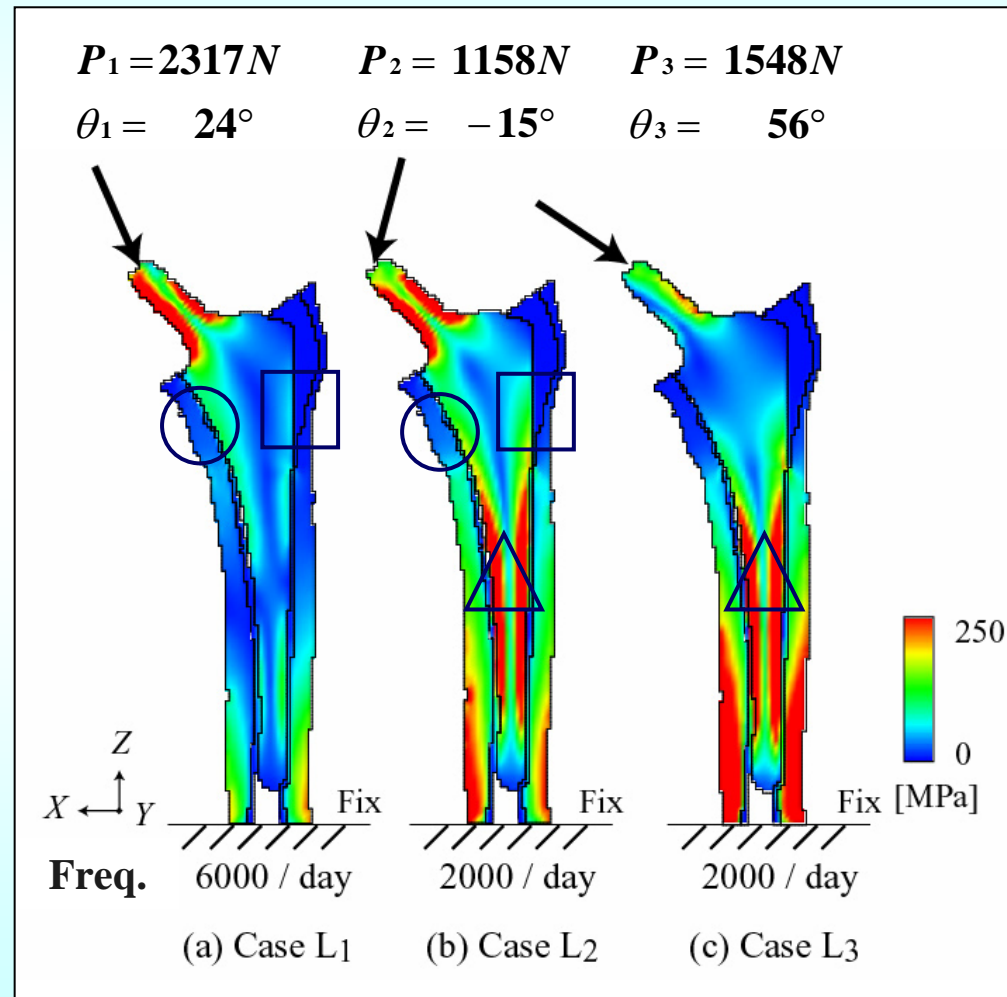 P₁ = 2317N P₂ = 1158N P₃ = 1548N
θ₁ = 24° θ₂ = −15° θ₃ = 56°
250
0
[MPa]
Z
X Y
Fix Fix
Freq. 6000 / day 2000 / day 2000 / day
(a) Case L₁ (b) Case L₂ (c) Case L₃